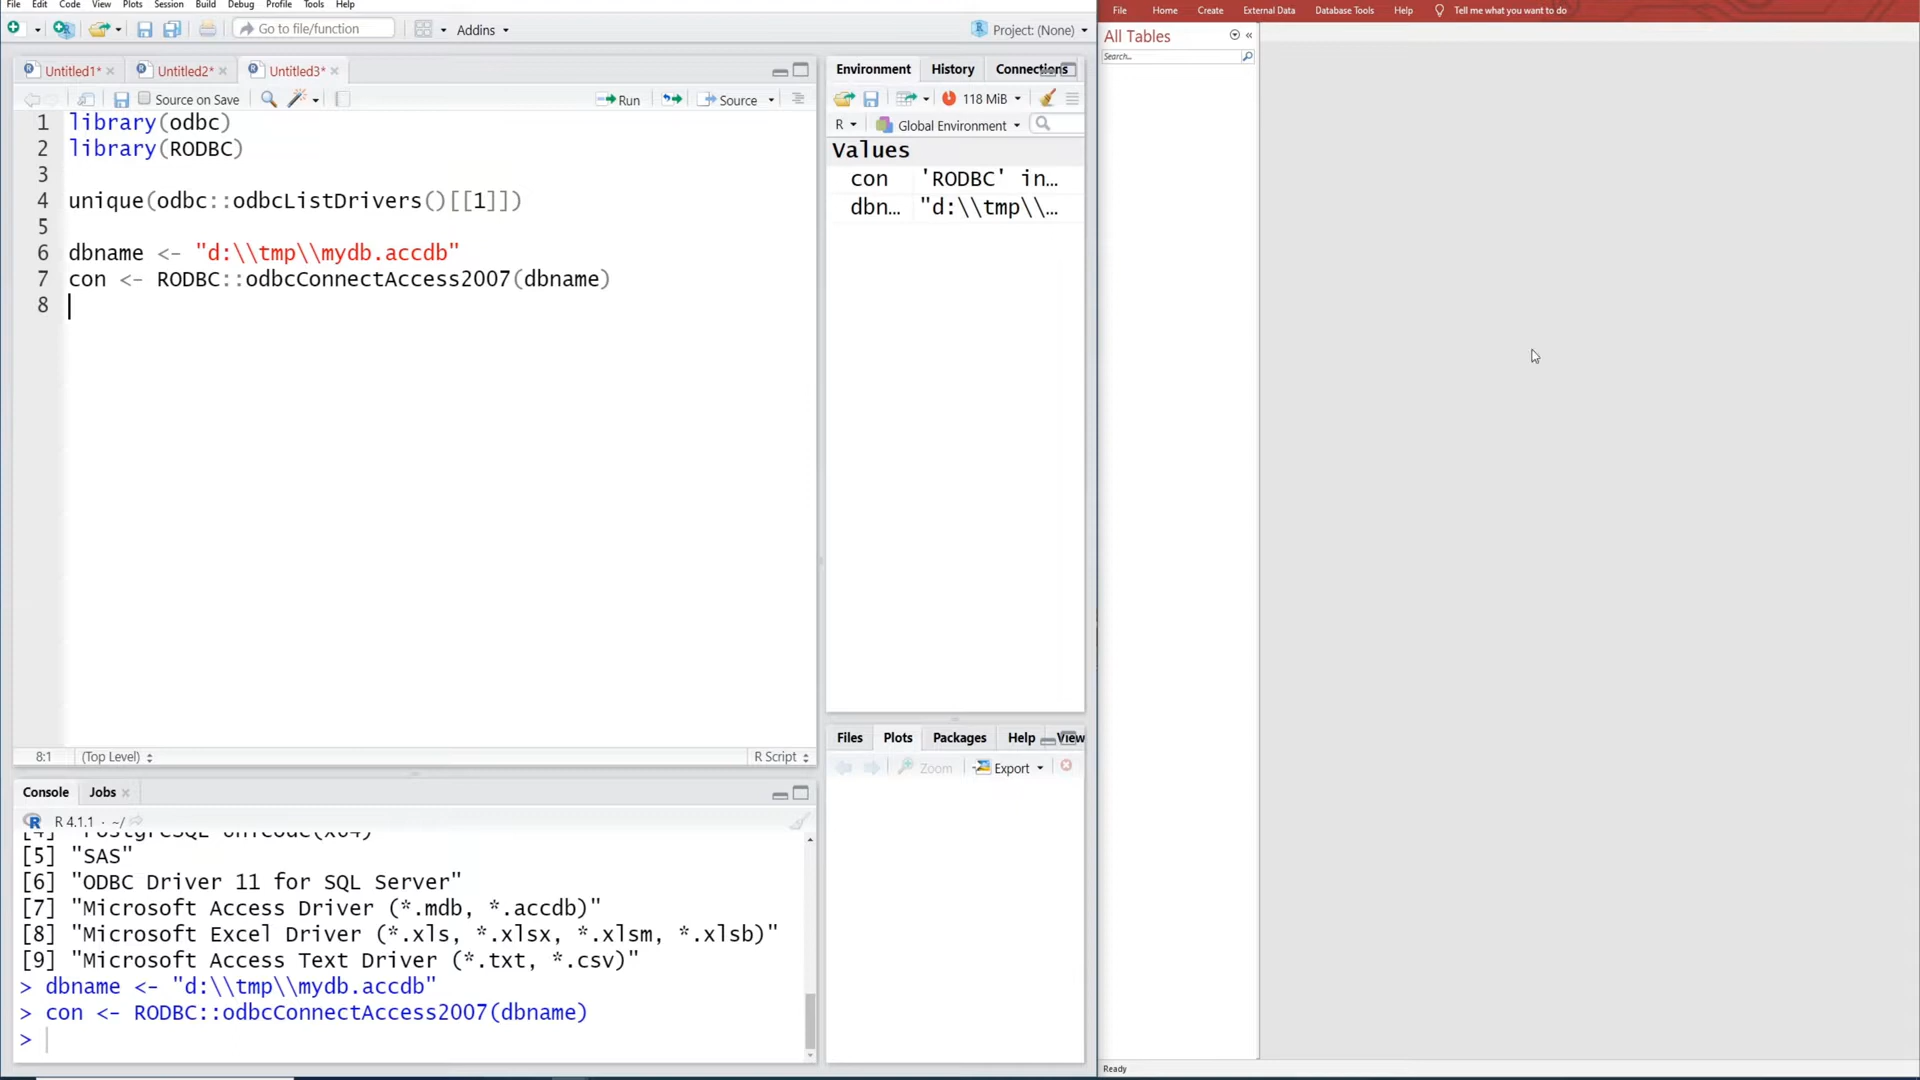 File Edit Code View Plots Session Build Debug Profile Tools Help
Go to file/function
Addins
Project: (None)
Untitled1* Untitled2* Untitled3*
Source on Save
Run
Source
1 library(odbc)
2 library(RODBC)
3
4 unique(odbc::odbcListDrivers()[[1]])
5
6 dbname <- "d:\\tmp\\mydb.accdb"
7 con <- RODBC::odbcConnectAccess2007(dbname)
8
8:1 (Top Level) R Script
Console Jobs
R 4.1.1 · ~/
[4] "PostgreSQL Unicode(x64)
[5] "SAS"
[6] "ODBC Driver 11 for SQL Server"
[7] "Microsoft Access Driver (*.mdb, *.accdb)"
[8] "Microsoft Excel Driver (*.xls, *.xlsx, *.xlsm, *.xlsb)"
[9] "Microsoft Access Text Driver (*.txt, *.csv)"
> dbname <- "d:\\tmp\\mydb.accdb"
> con <- RODBC::odbcConnectAccess2007(dbname)
>
Environment History Connections
118 MiB
R Global Environment
Values
con 'RODBC' in…
dbn… "d:\\tmp\\…
Files Plots Packages Help View
Zoom Export
File Home Create External Data Database Tools Help Tell me what you want to do
All Tables
Search...
Ready